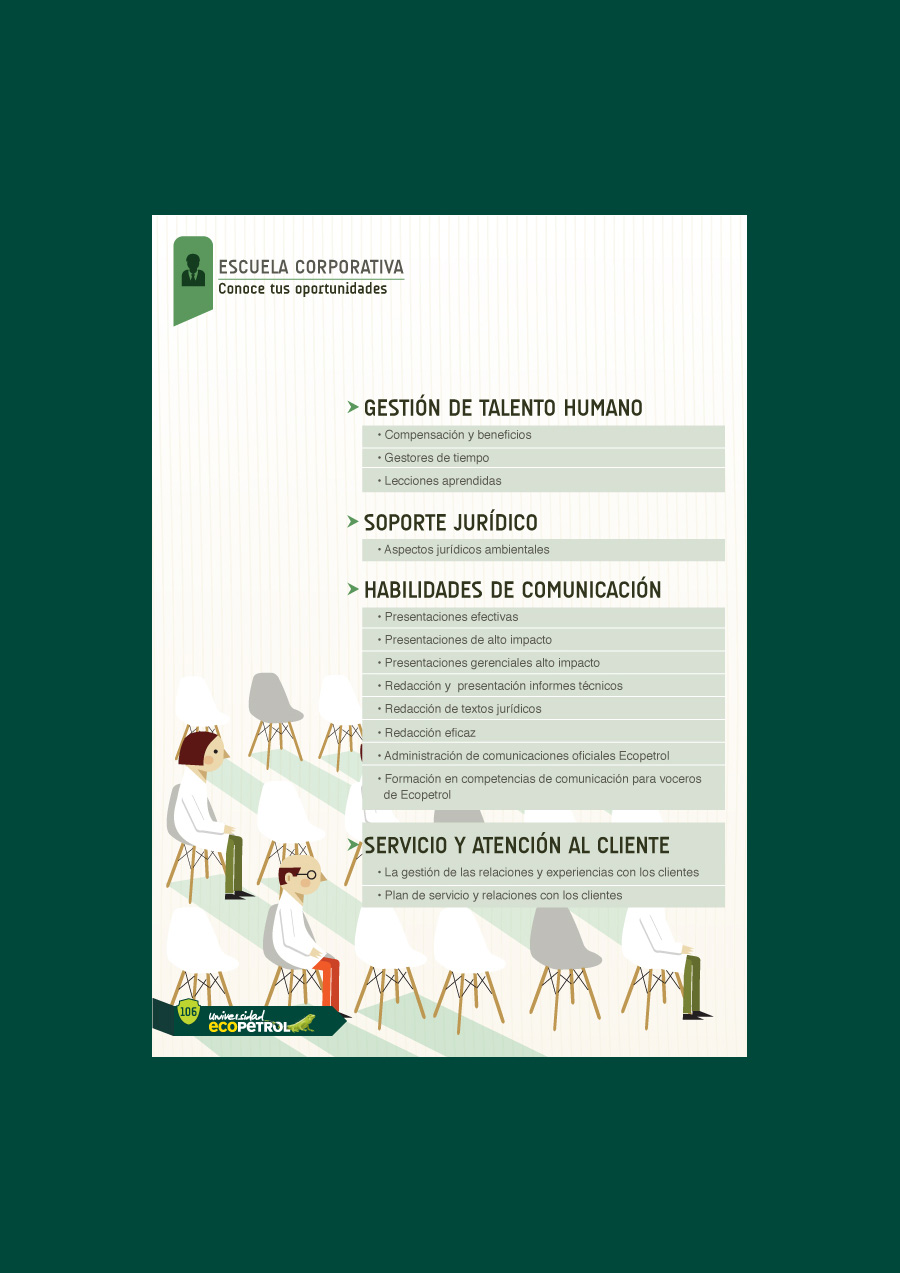 ESCUELA CORPORATIVA
Conoce tus oportunidades
GESTIÓN DE TALENTO HUMANO
• Compensación y beneficios
• Gestores de tiempo
• Lecciones aprendidas
SOPORTE JURÍDICO
• Aspectos jurídicos ambientales
HABILIDADES DE COMUNICACIÓN
• Presentaciones efectivas
• Presentaciones de alto impacto
• Presentaciones gerenciales alto impacto
• Redacción y presentación informes técnicos
• Redacción de textos jurídicos
• Redacción eficaz
• Administración de comunicaciones oficiales Ecopetrol
• Formación en competencias de comunicación para voceros
de Ecopetrol
SERVICIO Y ATENCIÓN AL CLIENTE
• La gestión de las relaciones y experiencias con los clientes
• Plan de servicio y relaciones con los clientes
106
universidad
ECOPETROL